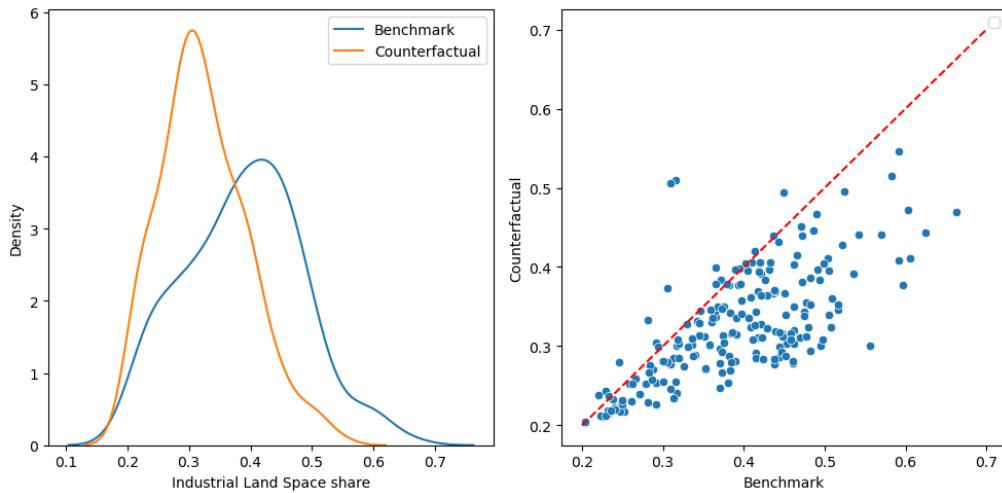 6
5
4
3
2
1
0
Density
0.1 0.2 0.3 0.4 0.5 0.6 0.7
Industrial Land Space share
Benchmark
Counterfactual
0.7
0.6
0.5
0.4
0.3
0.2
Counterfactual
0.2 0.3 0.4 0.5 0.6 0.7
Benchmark